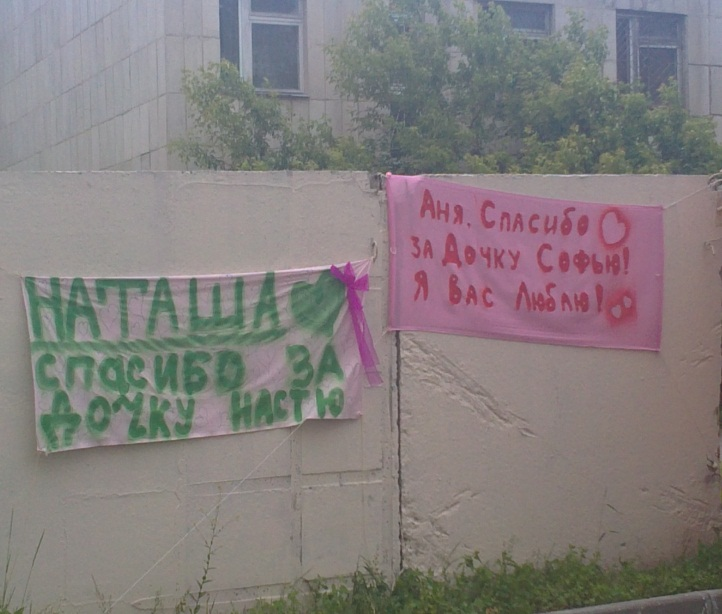 НАТАША
СПАСИБО ЗА
ДОЧКУ НАСТЮ
Аня. Спасибо
за Дочку Софью!
Я Вас Люблю!